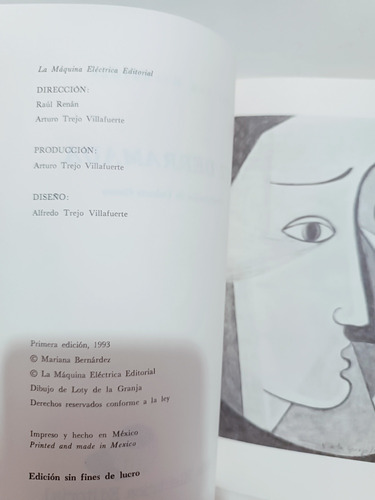 La Máquina Eléctrica Editorial
DIRECCIÓN:
Raúl Renán
Arturo Trejo Villafuerte
PRODUCCIÓN:
Arturo Trejo Villafuerte
DISEÑO:
Alfredo Trejo Villafuerte
Primera edición, 1993
© Mariana Bernárdez
© La Máquina Eléctrica Editorial
Dibujo de Loty de la Granja
Derechos reservados conforme a la ley
Impreso y hecho en México
Printed and made in Mexico
Edición sin fines de lucro